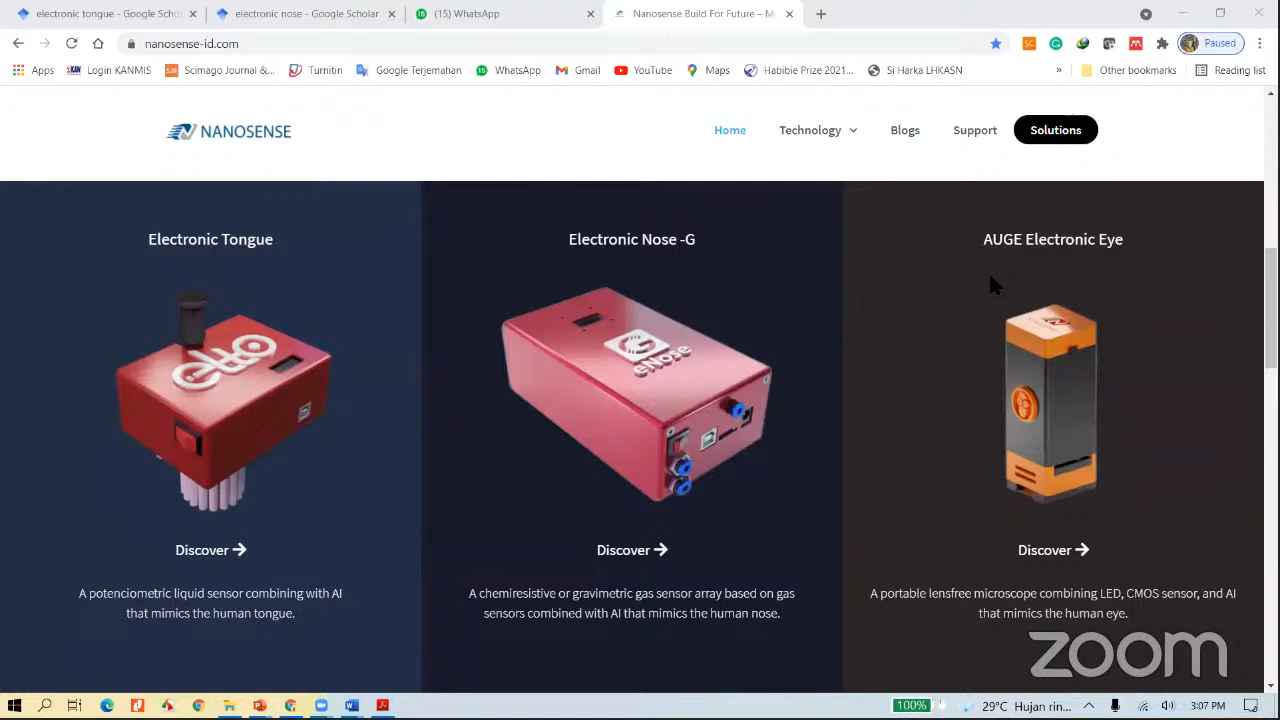 electronic tongue - Google Schol
electronic nose - Google Scholar
(15) WhatsApp
Nanosense Build For Future – M
nanosense-id.com
Paused
Apps
Login KANMIS
Scimago Journal &...
Turnitin
Google Terjemahan
WhatsApp
Gmail
YouTube
Maps
Habibie Prize 2021...
Si Harka LHKASN
»
Other bookmarks
Reading list
NANOSENSE
Home
Technology
Blogs
Support
Solutions
Electronic Tongue
Electronic Nose -G
AUGE Electronic Eye
G
eNose
Discover
Discover
Discover
A potenciometric liquid sensor combining with AI
that mimics the human tongue.
A chemiresistive or gravimetric gas sensor array based on gas
sensors combined with AI that mimics the human nose.
A portable lensfree microscope combining LED, CMOS sensor, and AI
that mimics the human eye.
zoom
100%
29°C Hujan rin...
3:07 PM